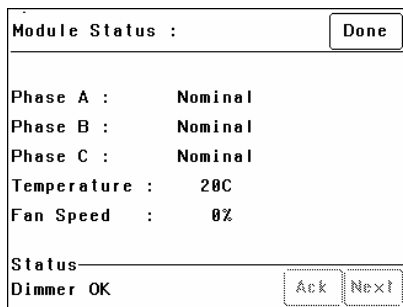 Module Status : Done
Phase A : Nominal
Phase B : Nominal
Phase C : Nominal
Temperature : 20C
Fan Speed : 0%
Status
Dimmer OK Ack Next